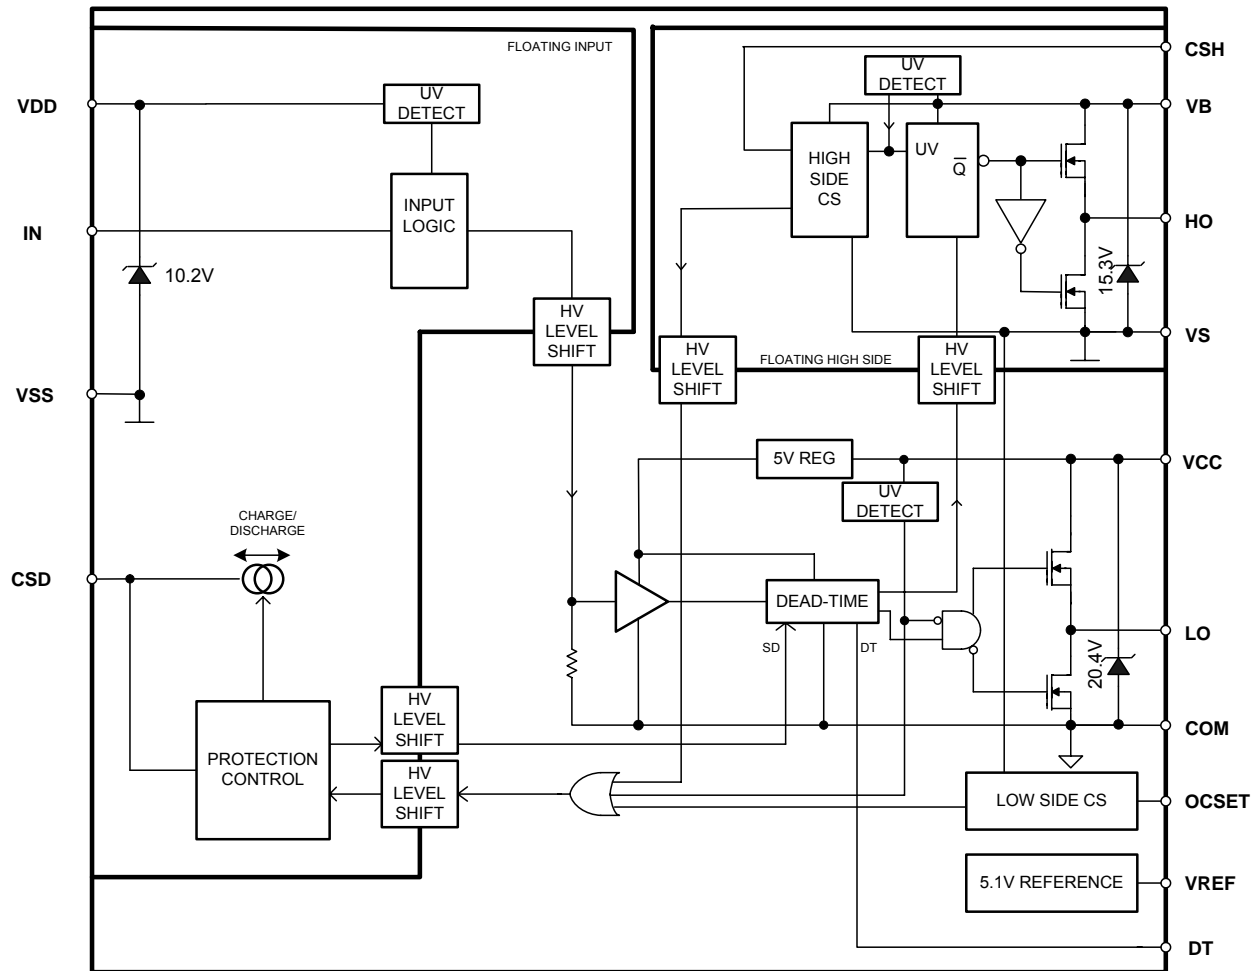 FLOATING INPUT
CSH
UV
DETECT
VDD
UV
DETECT
VB
HIGH
SIDE
CS
UV
Q̅
INPUT
LOGIC
HO
IN
10.2V
15.3V
HV
LEVEL
SHIFT
VS
HV
LEVEL
SHIFT
FLOATING HIGH SIDE
HV
LEVEL
SHIFT
VSS
5V REG
VCC
UV
DETECT
CHARGE/
DISCHARGE
CSD
DEAD-TIME
SD
DT
LO
20.4V
HV
LEVEL
SHIFT
COM
PROTECTION
CONTROL
HV
LEVEL
SHIFT
LOW SIDE CS
OCSET
5.1V REFERENCE
VREF
DT